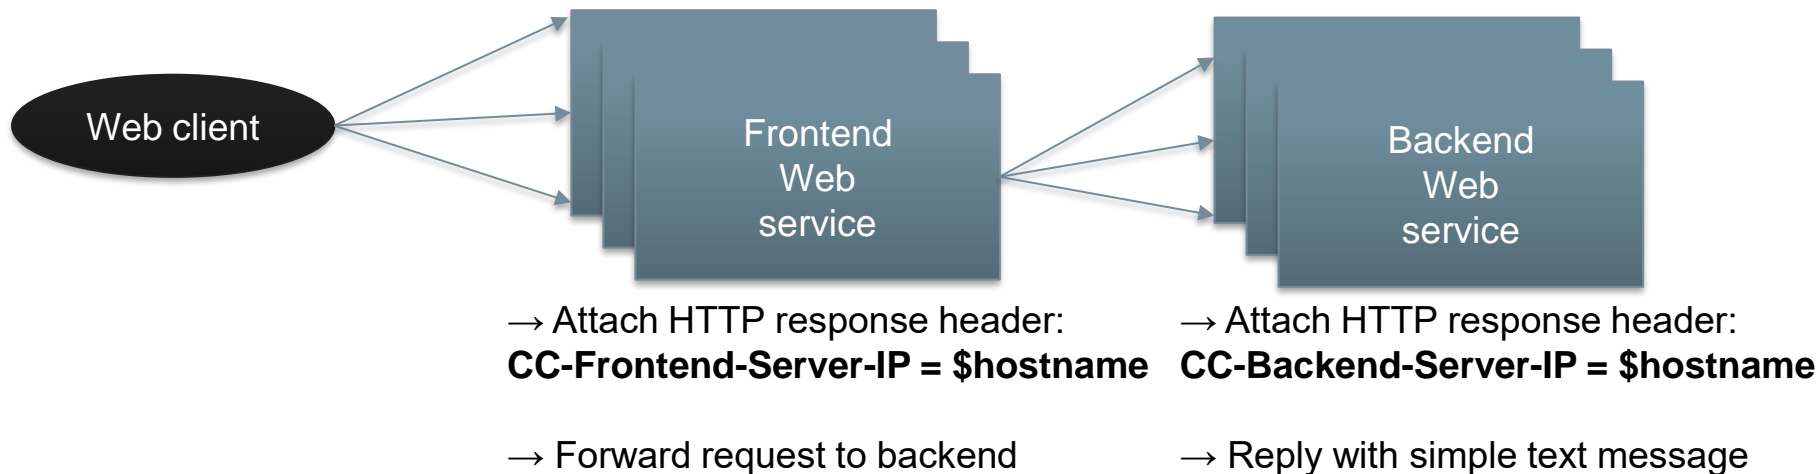 Web client
Frontend
Web
service
Backend
Web
service
→ Attach HTTP response header:
CC-Frontend-Server-IP = $hostname
→ Forward request to backend
→ Attach HTTP response header:
CC-Backend-Server-IP = $hostname
→ Reply with simple text message